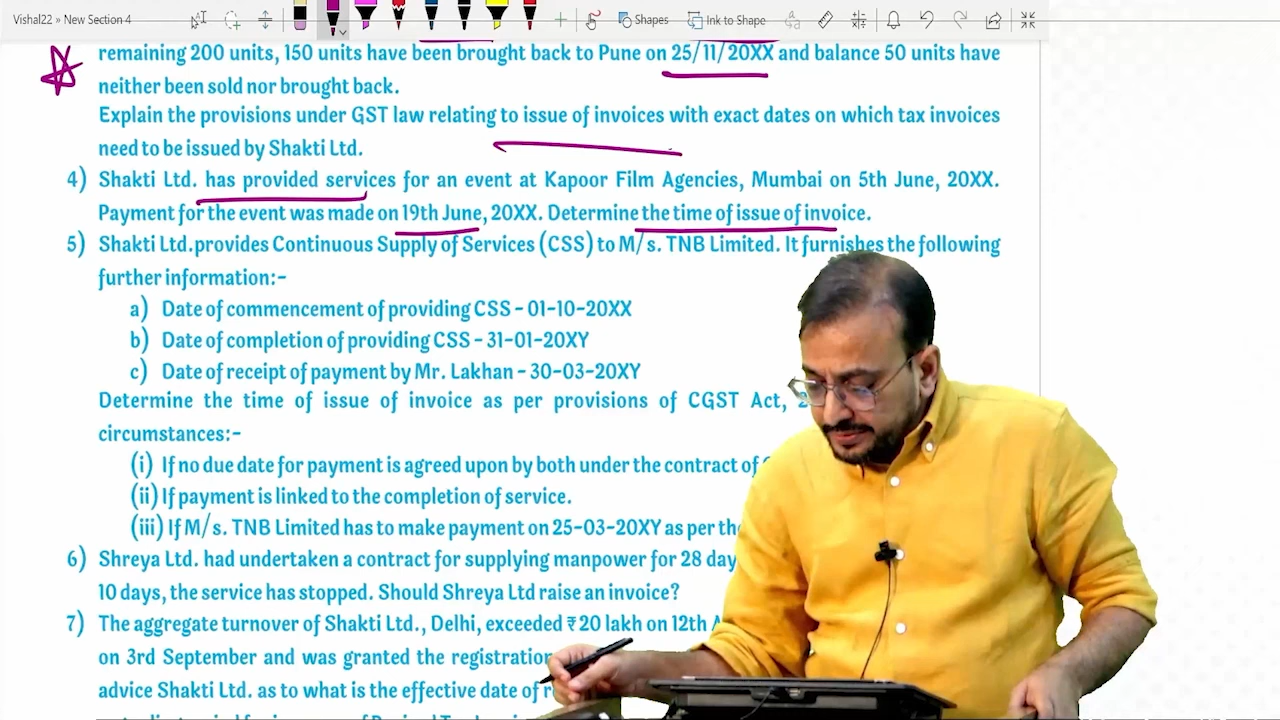 Vishal22 » New Section 4
Shapes
Ink to Shape
remaining 200 units, 150 units have been brought back to Pune on 25/11/20XX and balance 50 units have
neither been sold nor brought back.
Explain the provisions under GST law relating to issue of invoices with exact dates on which tax invoices
need to be issued by Shakti Ltd.
4) Shakti Ltd. has provided services for an event at Kapoor Film Agencies, Mumbai on 5th June, 20XX.
Payment for the event was made on 19th June, 20XX. Determine the time of issue of invoice.
5) Shakti Ltd.provides Continuous Supply of Services (CSS) to M/s. TNB Limited. It furnishes the following
further information:-
a) Date of commencement of providing CSS - 01-10-20XX
b) Date of completion of providing CSS - 31-01-20XY
c) Date of receipt of payment by Mr. Lakhan - 30-03-20XY
Determine the time of issue of invoice as per provisions of CGST Act,
circumstances:-
(i) If no due date for payment is agreed upon by both under the contract of
(ii) If payment is linked to the completion of service.
(iii) If M/s. TNB Limited has to make payment on 25-03-20XY as per
6) Shreya Ltd. had undertaken a contract for supplying manpower for 28
10 days, the service has stopped. Should Shreya Ltd raise an invoice?
7) The aggregate turnover of Shakti Ltd., Delhi, exceeded ₹20 lakh on 12th
on 3rd September and was granted the registration
advice Shakti Ltd. as to what is the effective date of